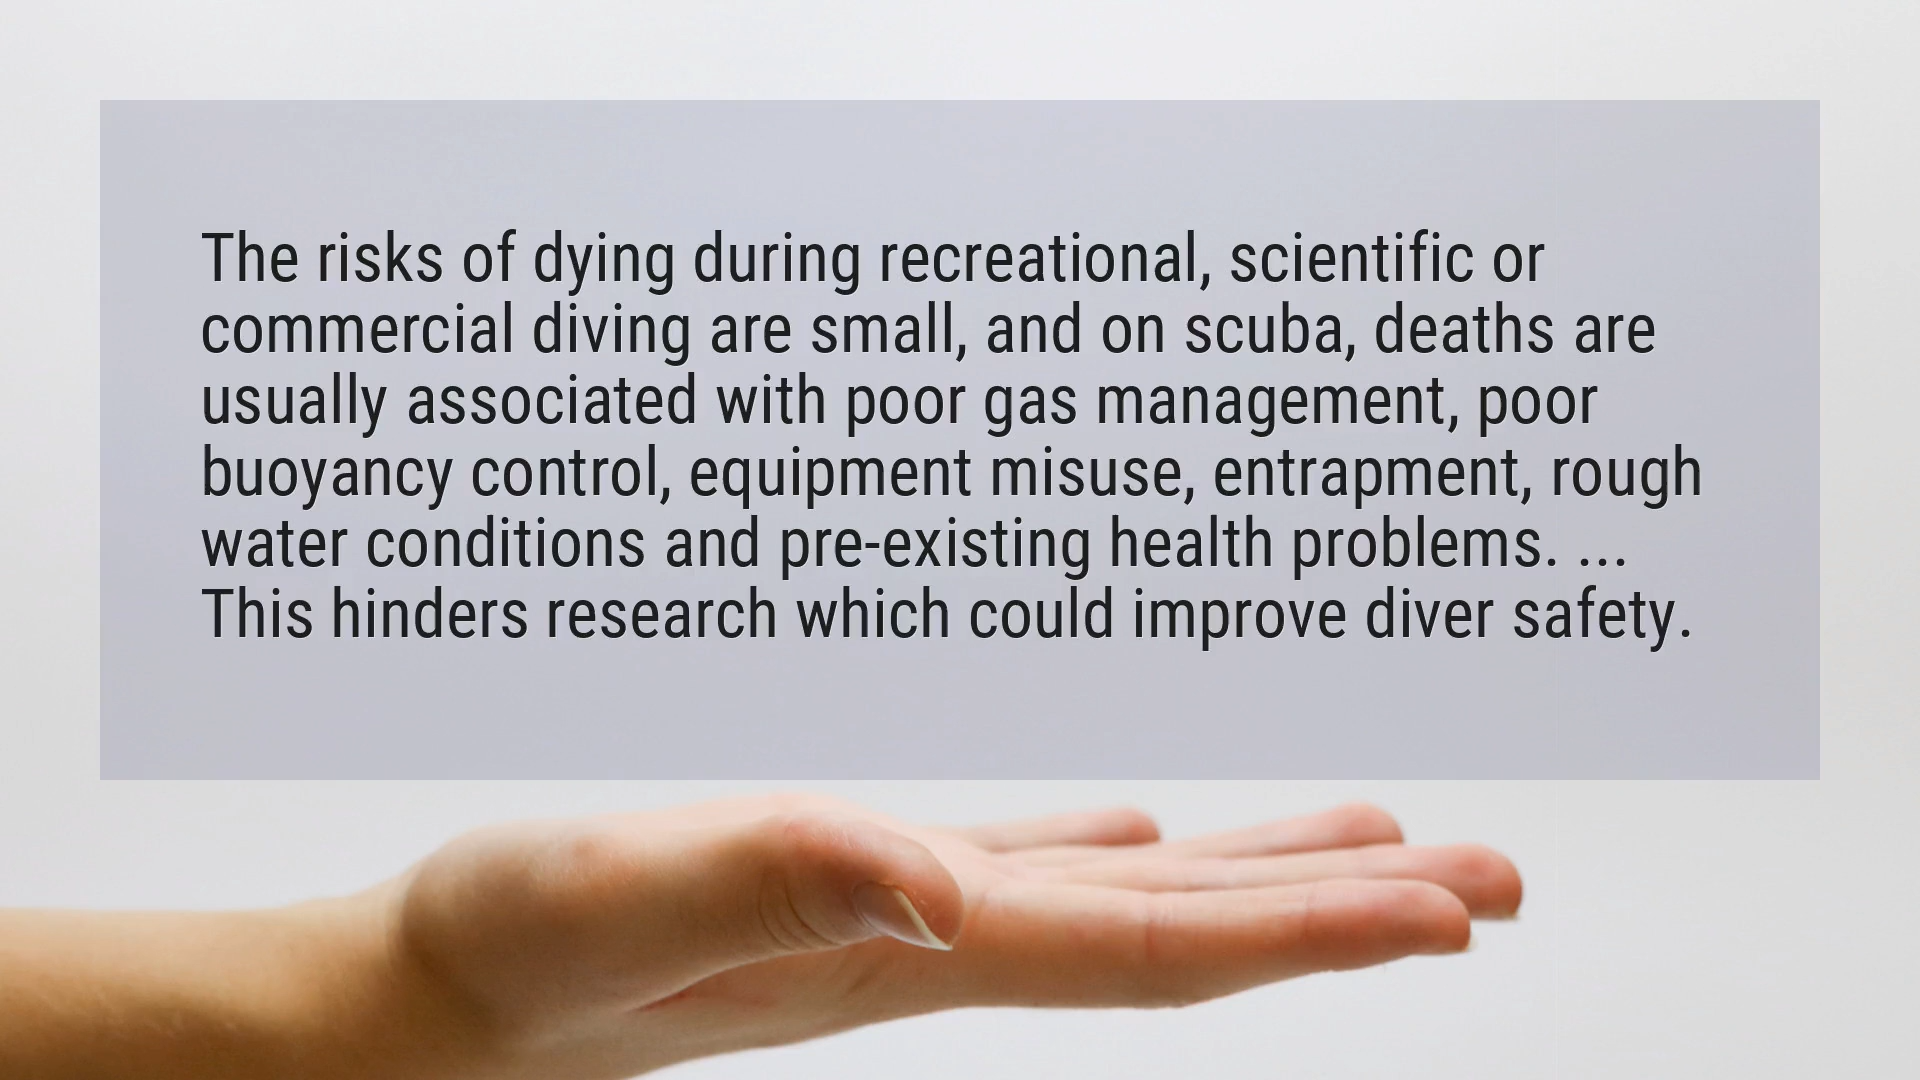 The risks of dying during recreational, scientific or
commercial diving are small, and on scuba, deaths are
usually associated with poor gas management, poor
buoyancy control, equipment misuse, entrapment, rough
water conditions and pre-existing health problems. ...
This hinders research which could improve diver safety.